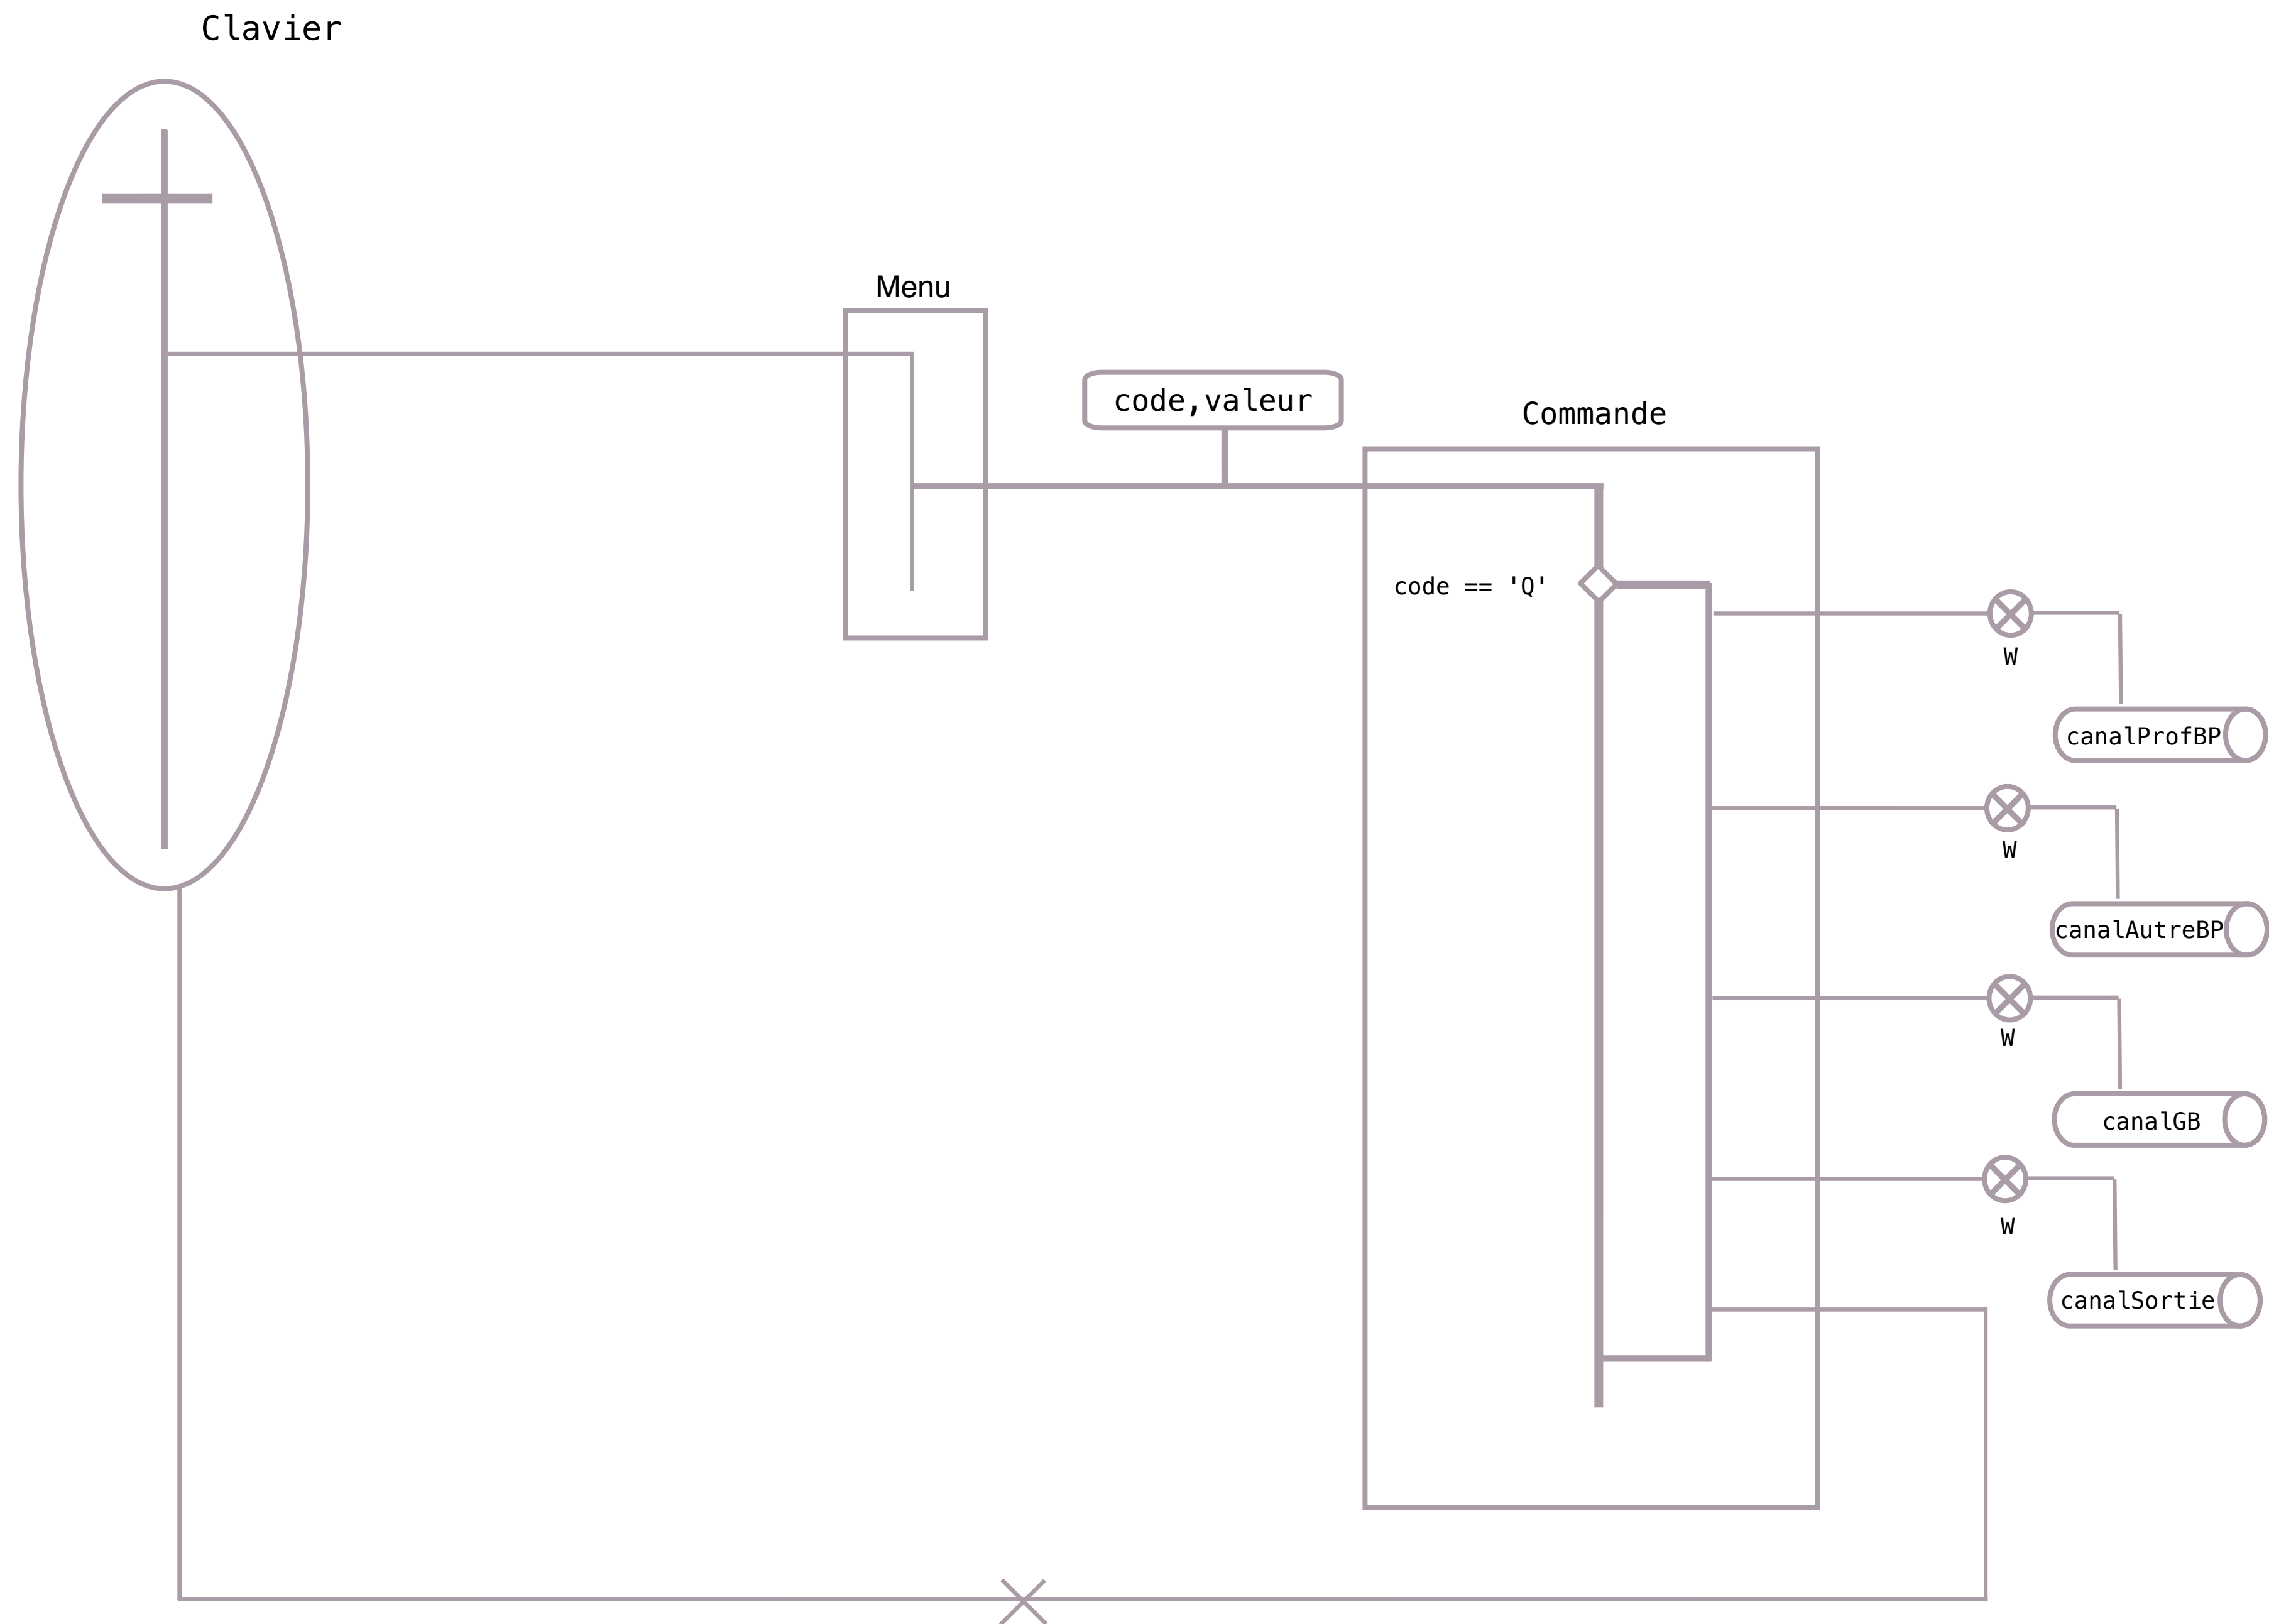 Clavier
Menu
code,valeur
Commande
code == 'Q'
W
canalProfBP
W
canalAutreBP
W
canalGB
W
canalSortie